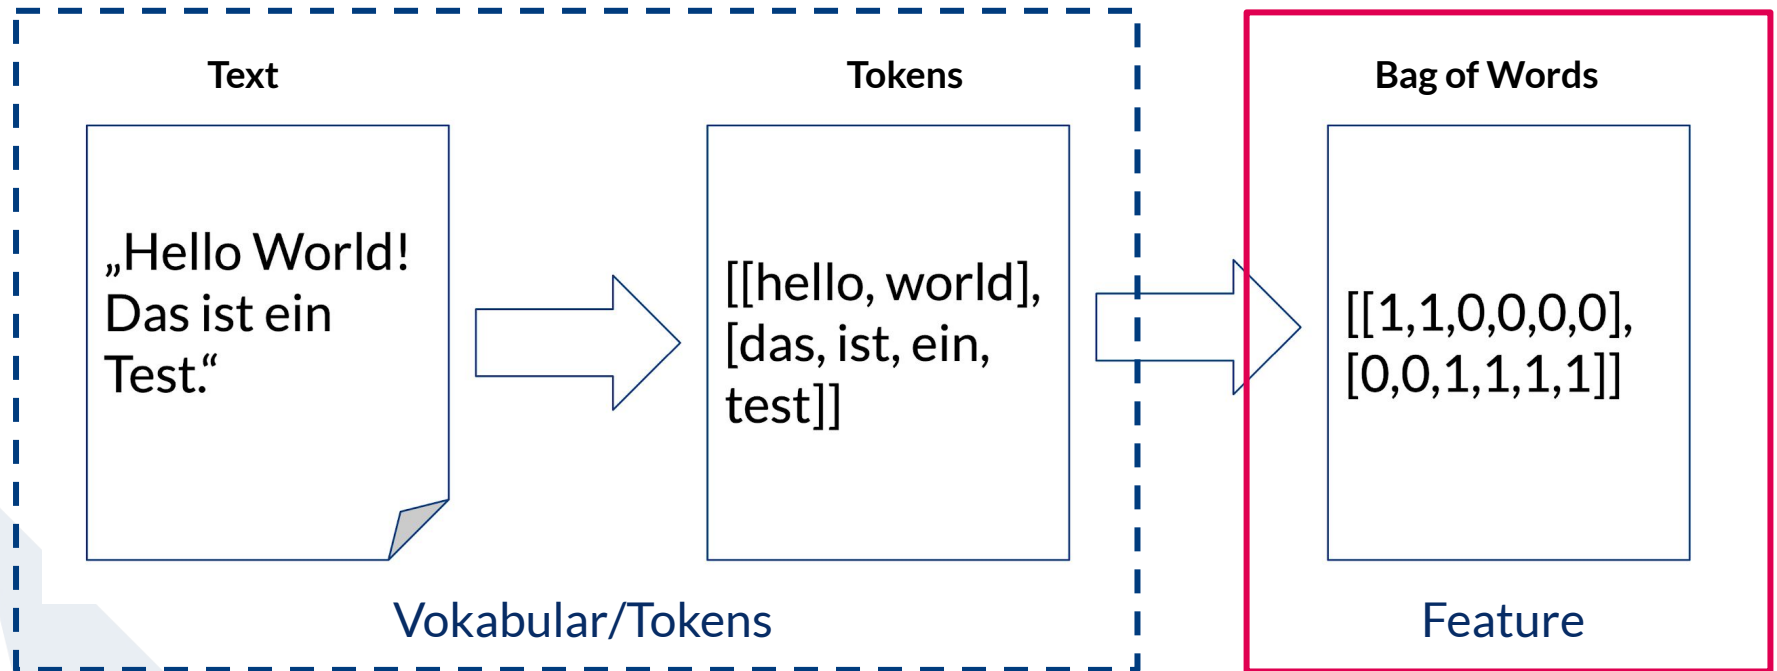 Text
„Hello World!
Das ist ein
Test.“
Tokens
[[hello, world],
[das, ist, ein,
test]]
Vokabular/Tokens
Bag of Words
[[1,1,0,0,0,0],
[0,0,1,1,1,1]]
Feature